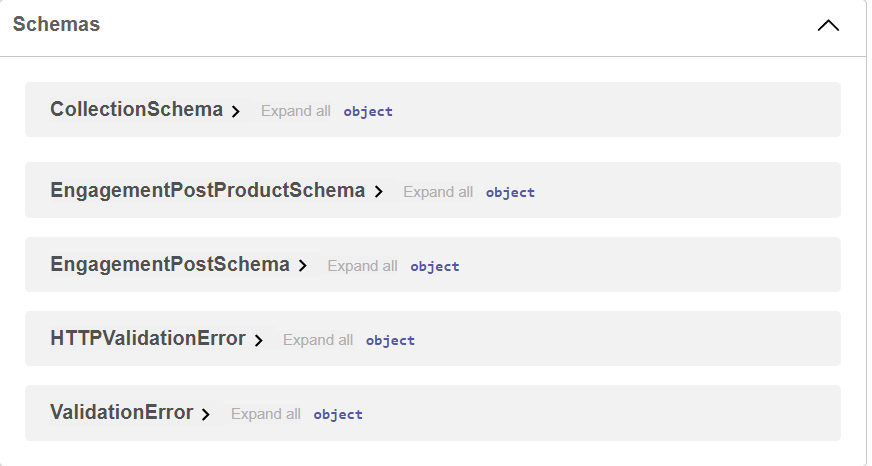 Schemas
CollectionSchema Expand all object
EngagementPostProductSchema Expand all object
EngagementPostSchema Expand all object
HTTPValidationError Expand all object
ValidationError Expand all object